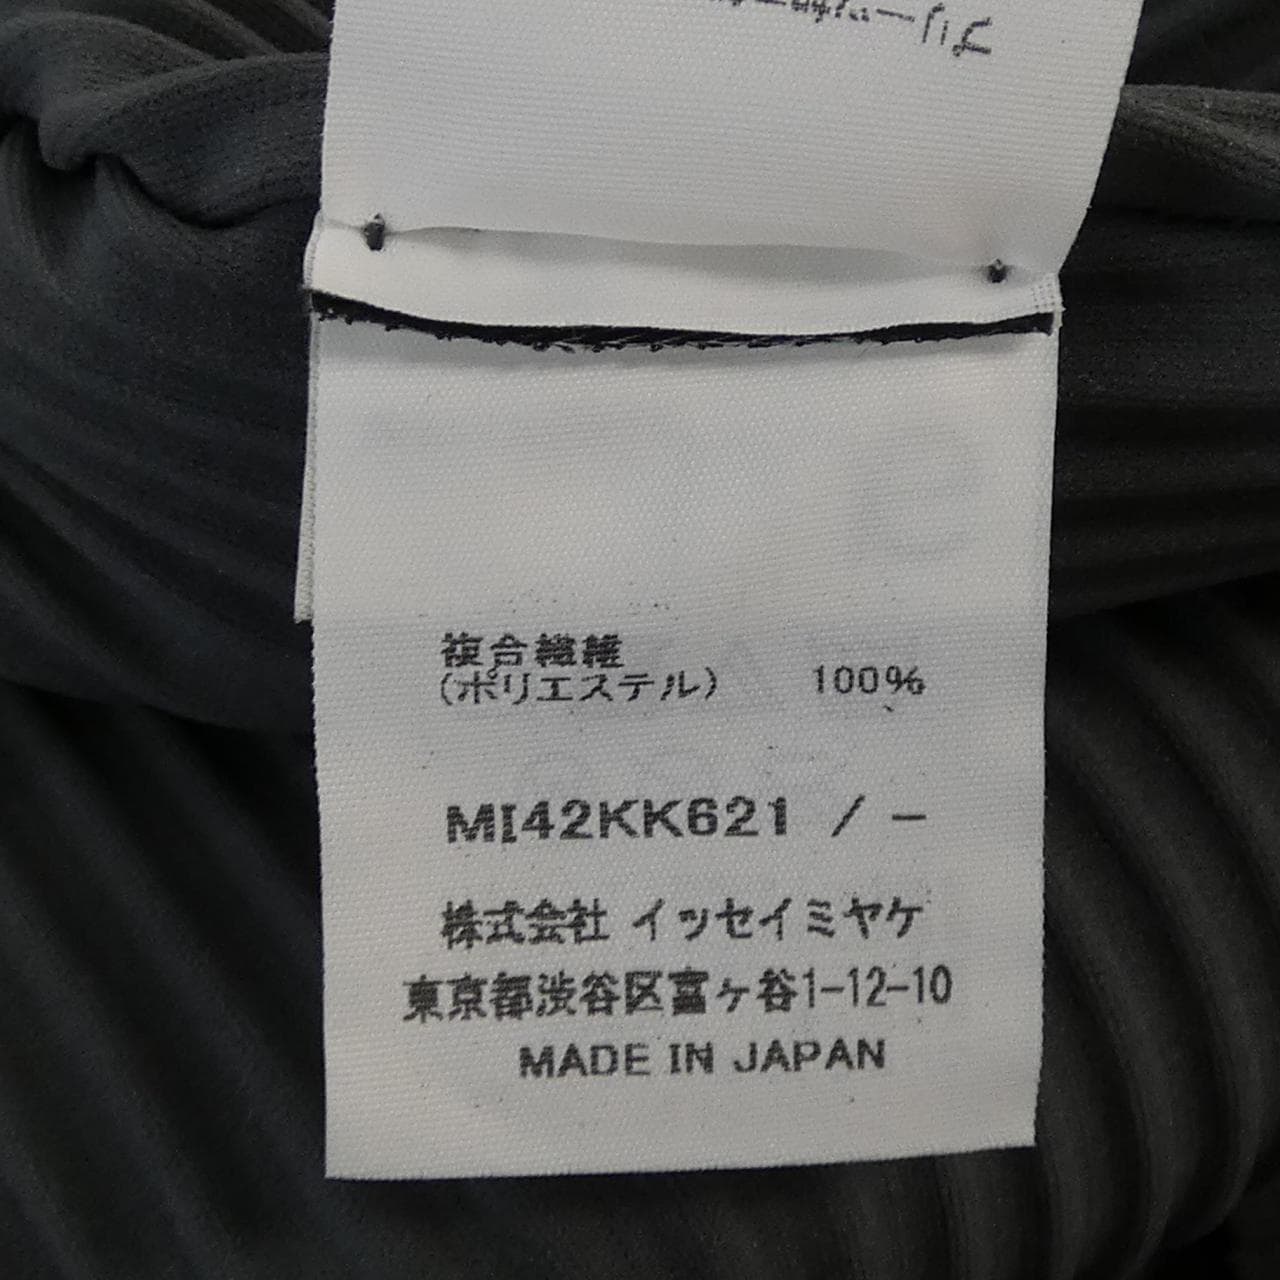 複合繊維
(ポリエステル) 100%
MI42KK621 / -
株式会社 イッセイミヤケ
東京都渋谷区富ヶ谷1-12-10
MADE IN JAPAN